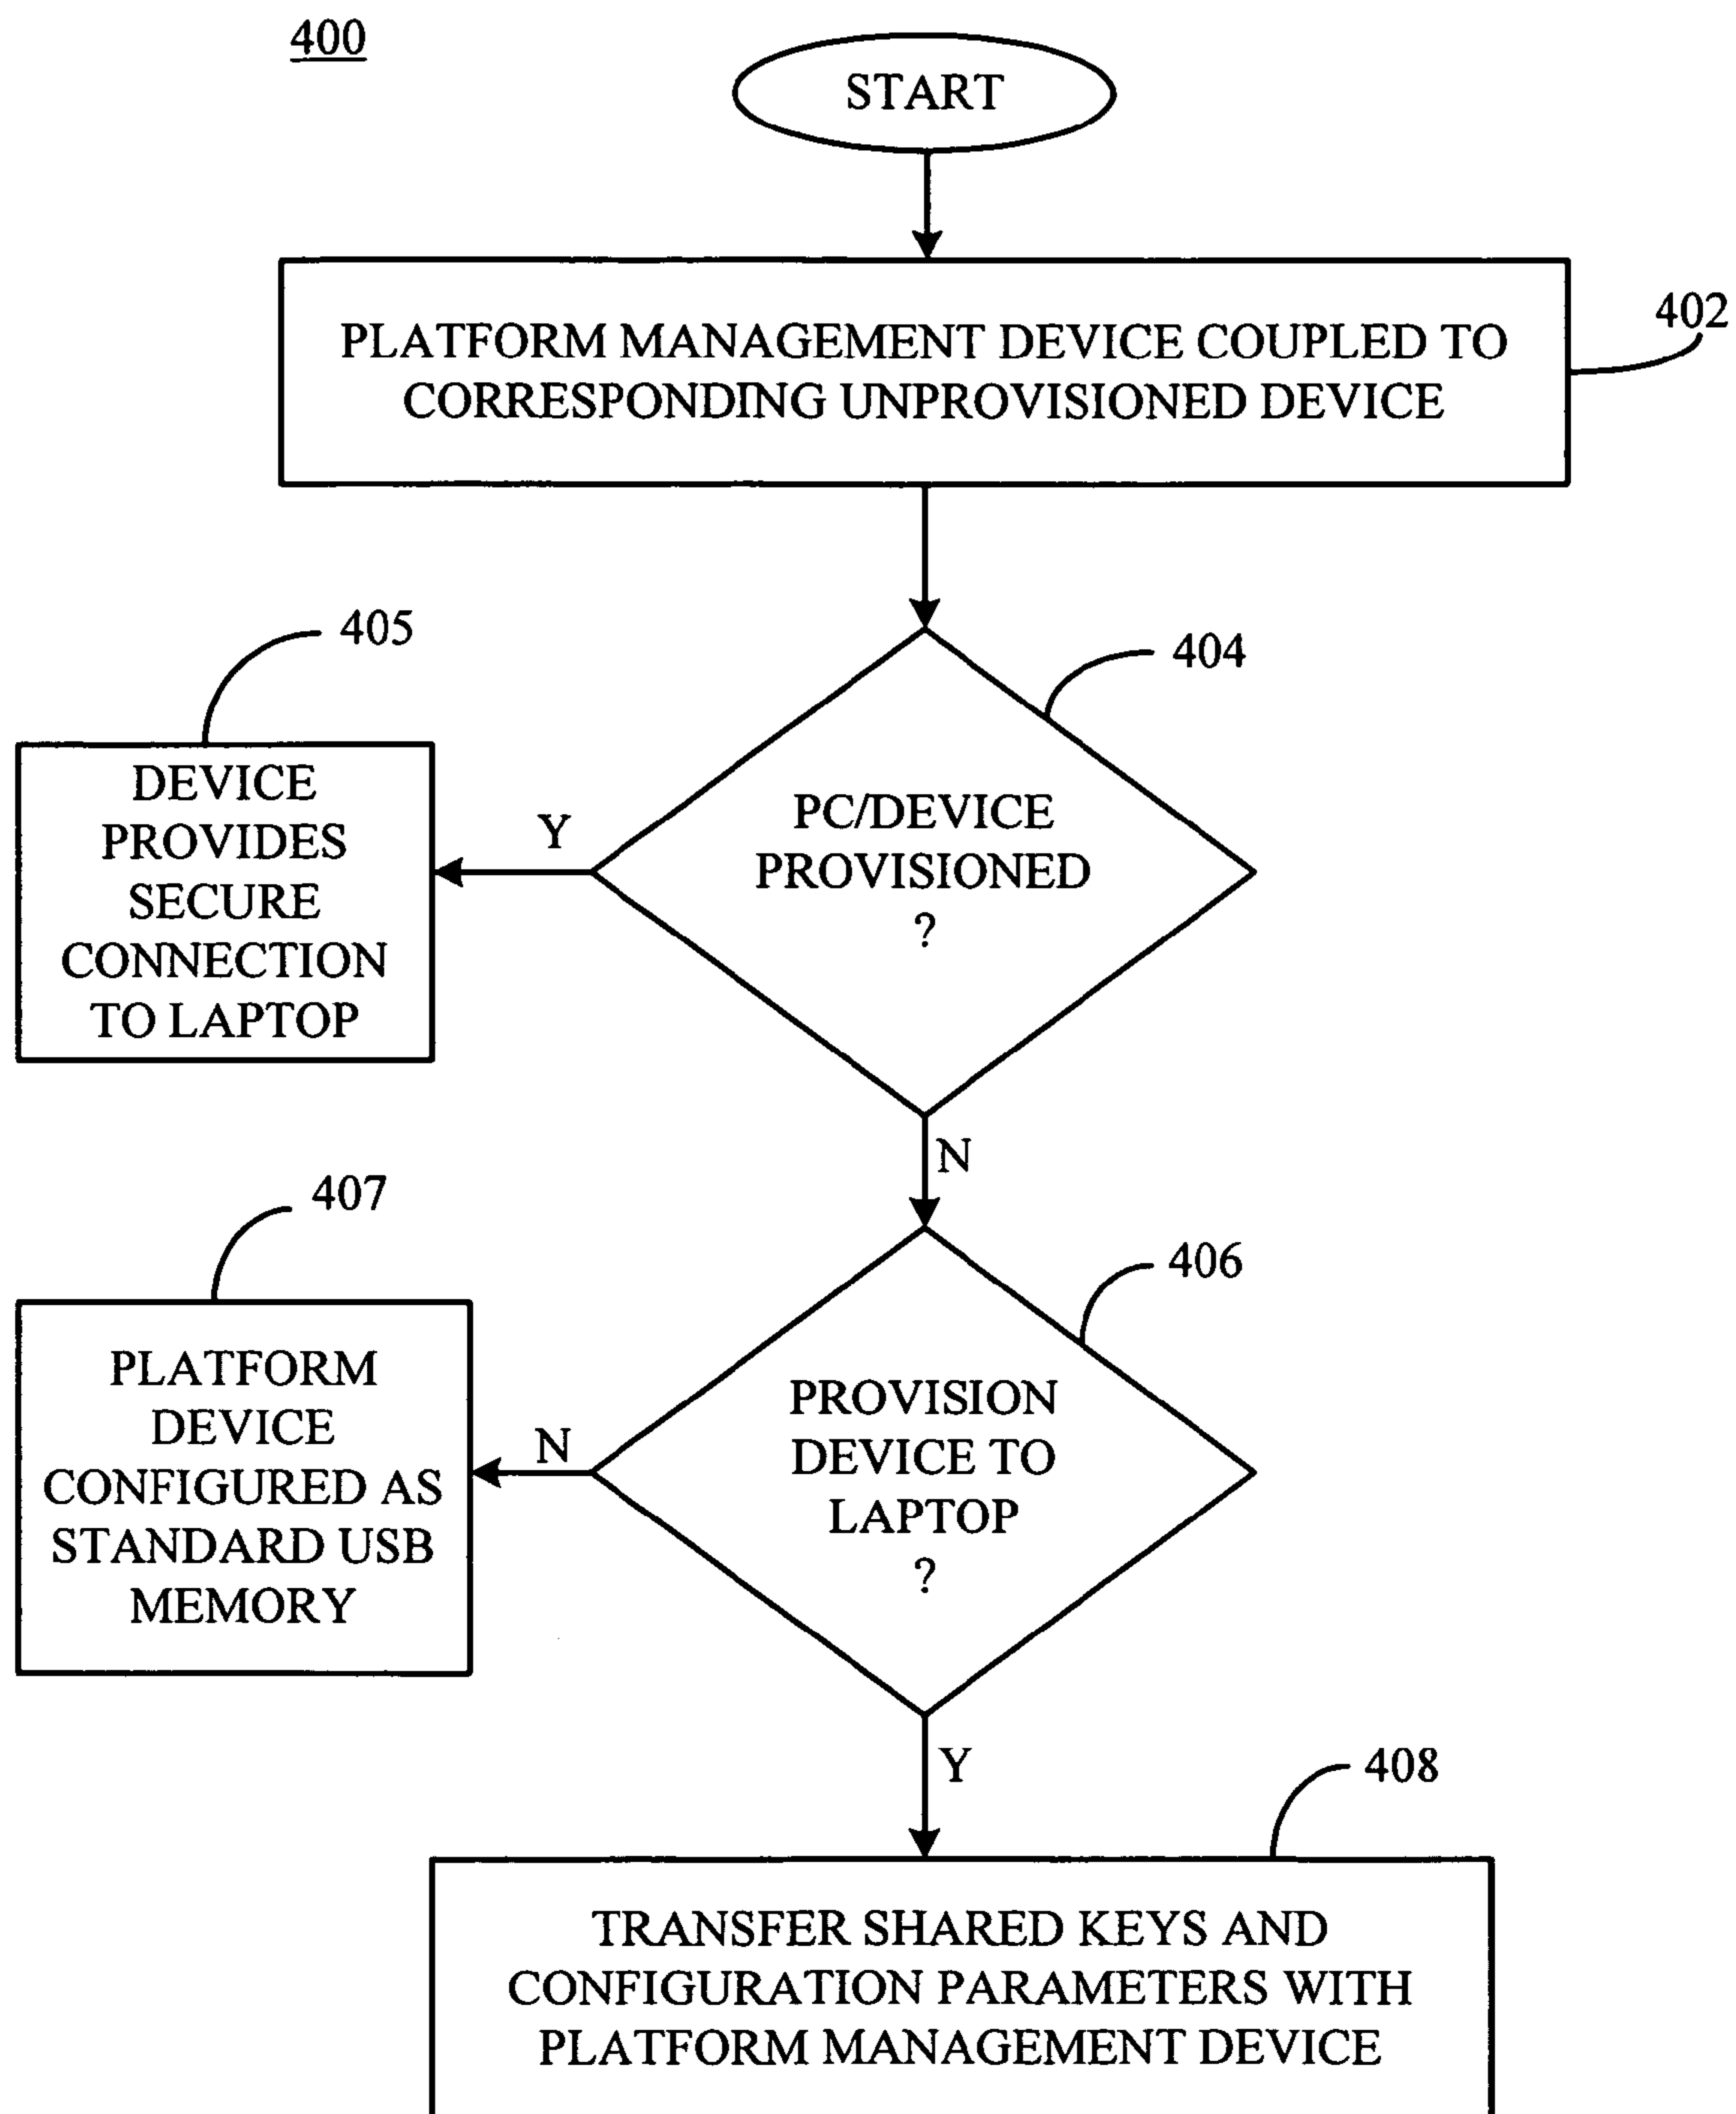 400
START
PLATFORM MANAGEMENT DEVICE COUPLED TO
CORRESPONDING UNPROVISIONED DEVICE
402
404
PC/DEVICE
PROVISIONED
?
Y
405
DEVICE
PROVIDES
SECURE
CONNECTION
TO LAPTOP
N
406
PROVISION
DEVICE TO
LAPTOP
?
N
407
PLATFORM
DEVICE
CONFIGURED AS
STANDARD USB
MEMORY
Y
408
TRANSFER SHARED KEYS AND
CONFIGURATION PARAMETERS WITH
PLATFORM MANAGEMENT DEVICE